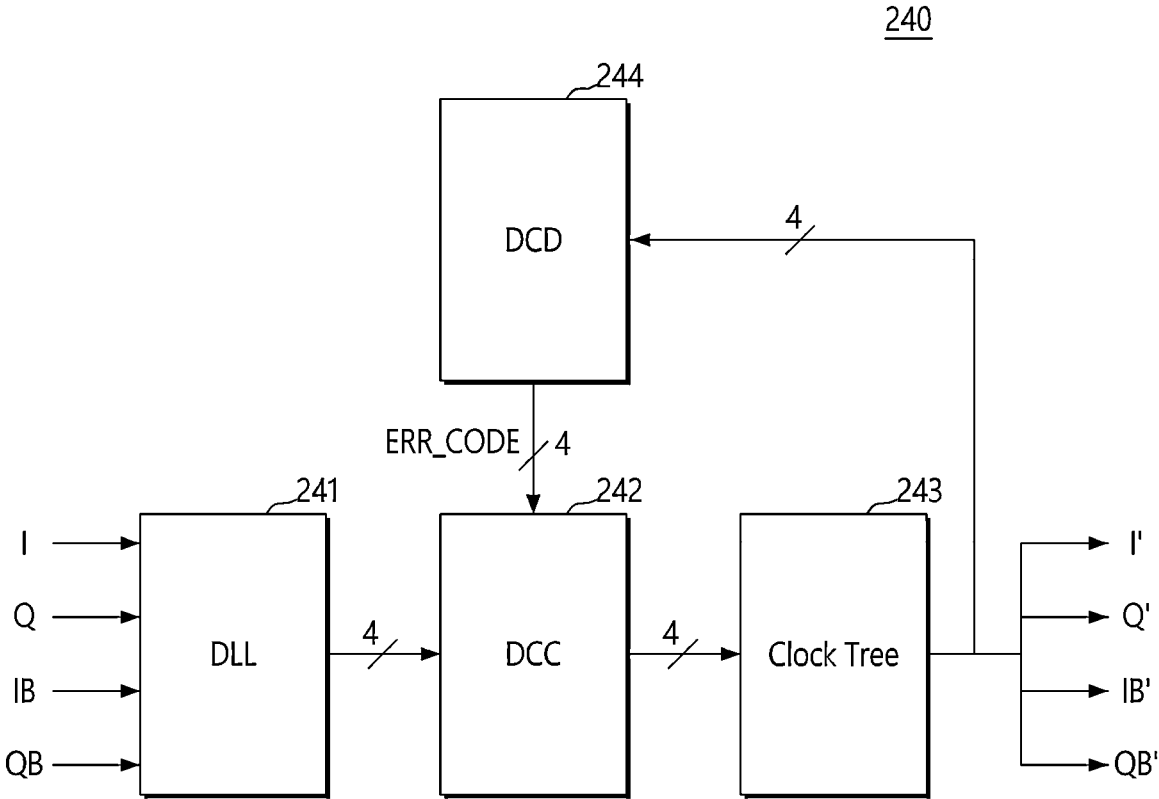 240
244
DCD
4
ERR_CODE
4
241
242
243
I
Q
IB
QB
DLL
4
DCC
4
Clock Tree
I'
Q'
IB'
QB'